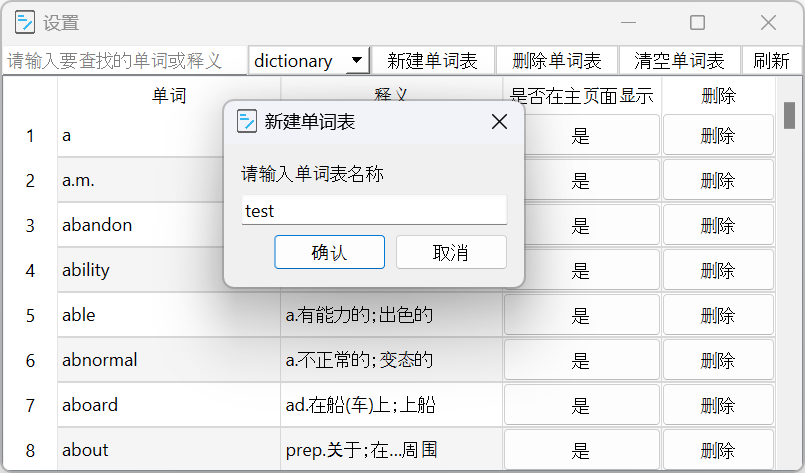 设置
请输入要查找的单词或释义 dictionary 新建单词表 删除单词表 清空单词表 刷新
单词 释义 是否在主页面显示 删除
新建单词表
1 a 是 删除
请输入单词表名称
2 a.m. 是 删除
test
3 abandon 是 删除
确认 取消
4 ability 是 删除
5 able a.有能力的;出色的 是 删除
6 abnormal a.不正常的;变态的 是 删除
7 aboard ad.在船(车)上;上船 是 删除
8 about prep.关于;在...周围 是 删除